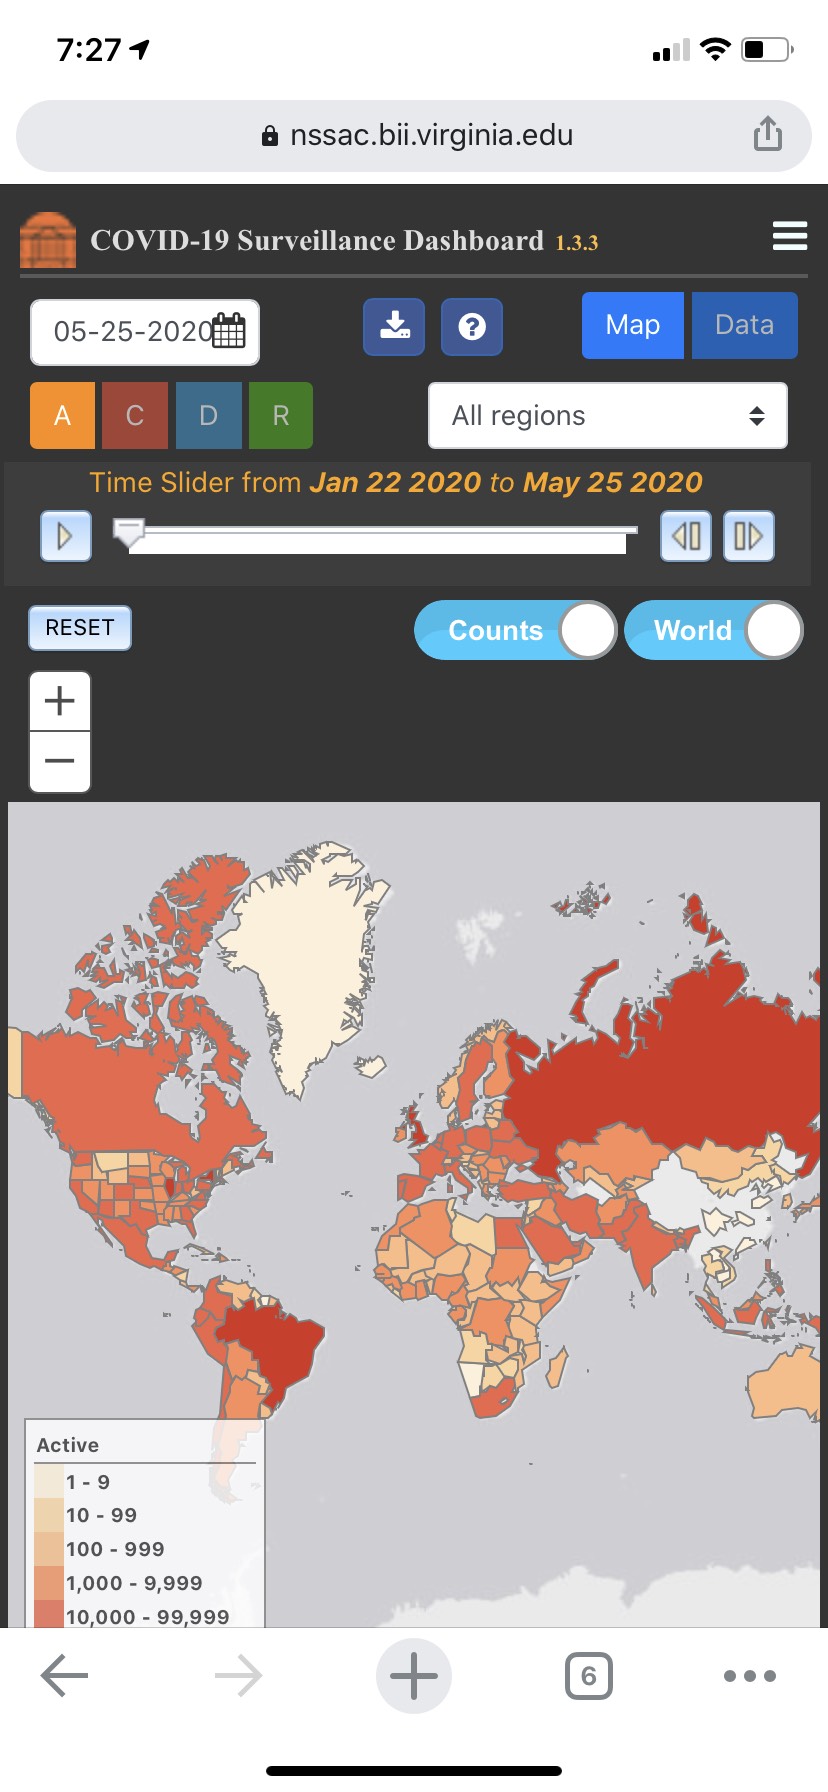 7:27
nssac.bii.virginia.edu
COVID-19 Surveillance Dashboard 1.3.3
05-25-2020
Map Data
A C D R
All regions
Time Slider from Jan 22 2020 to May 25 2020
RESET
Counts World
Active
1 - 9
10 - 99
100 - 999
1,000 - 9,999
10,000 - 99,999
6